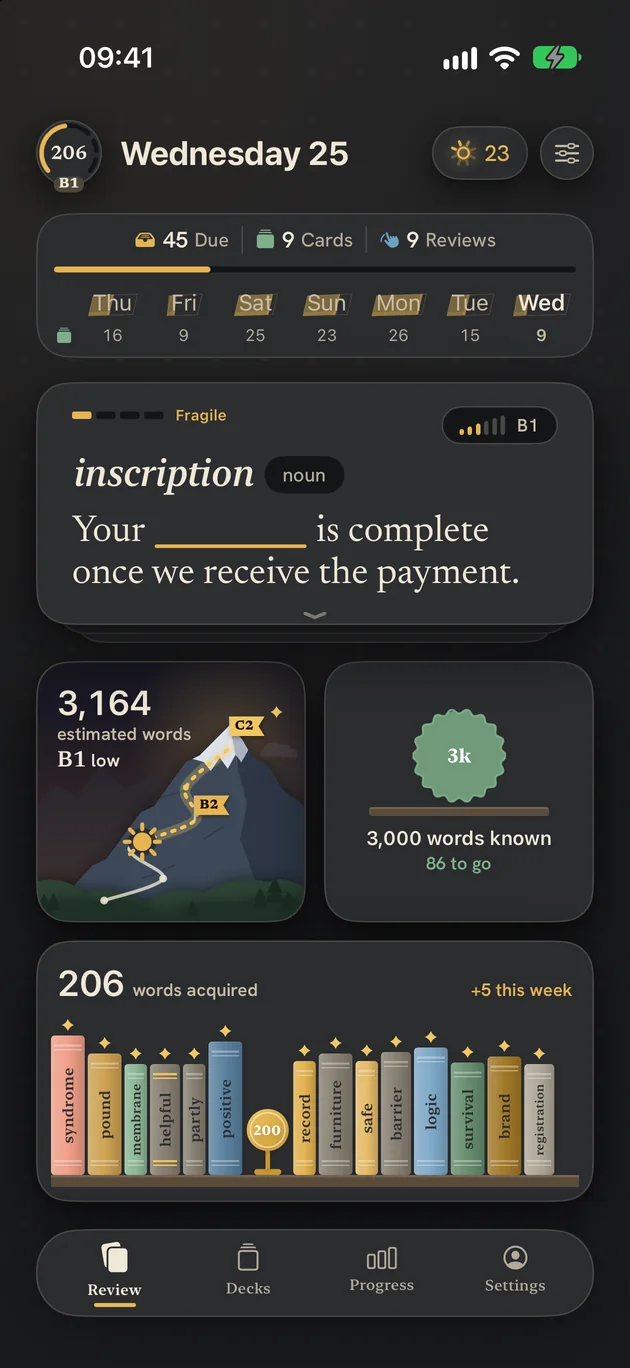 09:41
206
B1
Wednesday 25
23
45 Due
9 Cards
9 Reviews
Thu Fri Sat Sun Mon Tue Wed
16 9 25 23 26 15 9
Fragile
B1
inscription noun
Your ________ is complete
once we receive the payment.
3,164
estimated words
B1 low
C2
B2
3k
3,000 words known
86 to go
206 words acquired
+5 this week
syndrome
pound
membrane
helpful
partly
positive
200
record
furniture
safe
barrier
logic
survival
brand
registration
Review
Decks
Progress
Settings